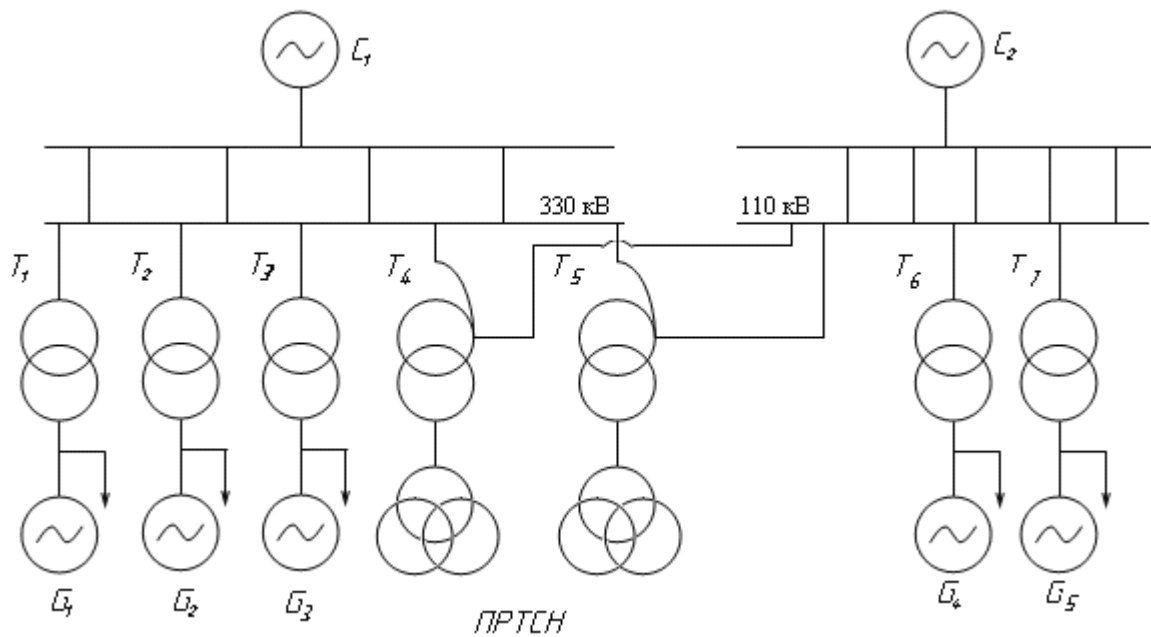 C₁
C₂
330 кВ
110 кВ
T₁
T₂
T₃
T₄
T₅
T₆
T₇
G₁
G₂
G₃
G₄
G₅
ПРТСН